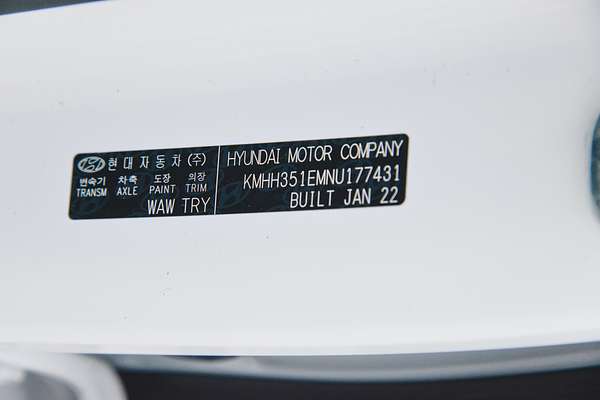 현대자동차(주)
변속기 차축 도장 의장
TRANSM AXLE PAINT TRIM
WAW TRY
HYUNDAI MOTOR COMPANY
KMHH351EMNU177431
BUILT JAN 22